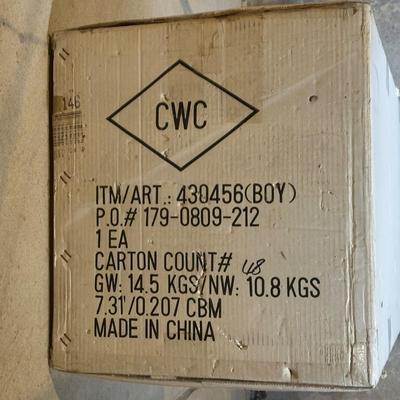 146
CWC
ITM/ART.: 430456(BOY)
P.O.# 179-0809-212
1 EA
CARTON COUNT# 48
GW: 14.5 KGS/NW: 10.8 KGS
7.31'/0.207 CBM
MADE IN CHINA